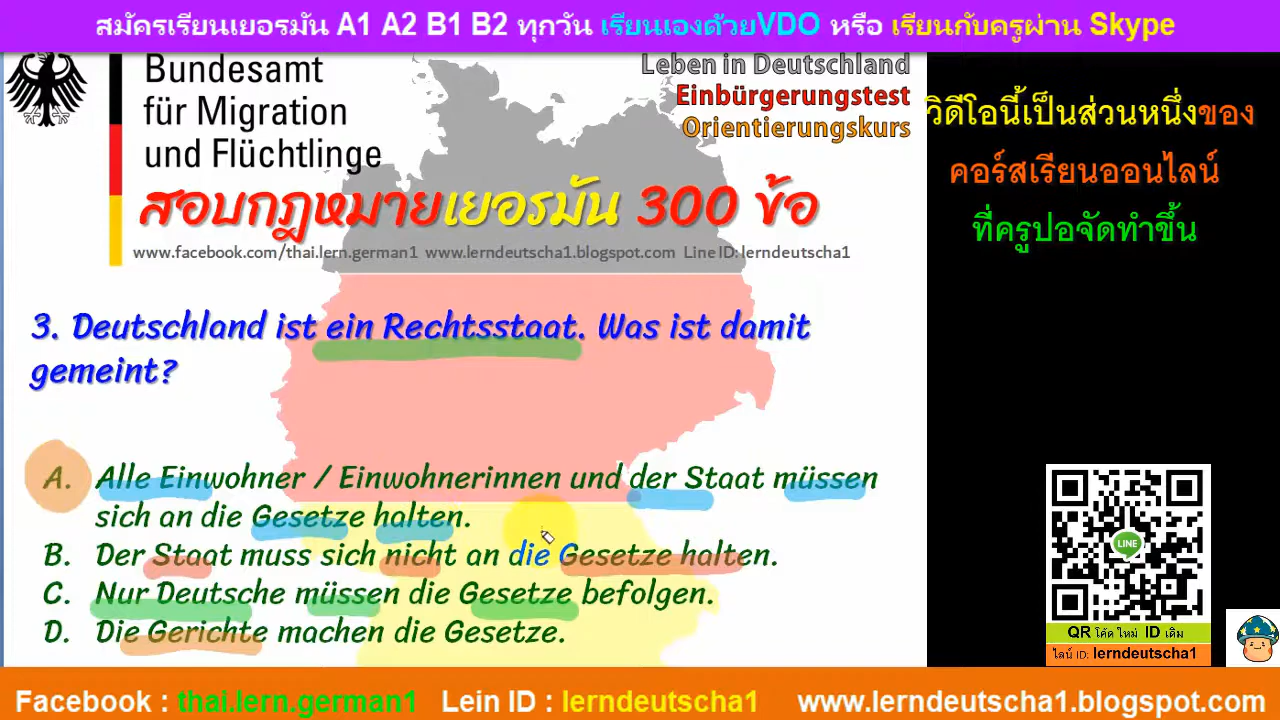 สมัครเรียนเยอรมัน A1 A2 B1 B2 ทุกวัน เรียนเองด้วยVDO หรือ เรียนกับครูผ่าน Skype
Bundesamt
für Migration
und Flüchtlinge
Leben in Deutschland
Einbürgerungstest
Orientierungskurs
สอบกฎหมายเยอรมัน 300 ข้อ
www.facebook.com/thai.lern.german1 www.lerndeutscha1.blogspot.com Line ID: lerndeutscha1
3. Deutschland ist ein Rechtsstaat. Was ist damit
gemeint?
A. Alle Einwohner / Einwohnerinnen und der Staat müssen
sich an die Gesetze halten.
B. Der Staat muss sich nicht an die Gesetze halten.
C. Nur Deutsche müssen die Gesetze befolgen.
D. Die Gerichte machen die Gesetze.
วิดีโอนี้เป็นส่วนหนึ่งของ
คอร์สเรียนออนไลน์
ที่ครูปอจัดทำขึ้น
LINE
QR โค้ด ใหม่ ID เดิม
ไลน์ ID: lerndeutscha1
Facebook : thai.lern.german1 Lein ID : lerndeutscha1 www.lerndeutscha1.blogspot.com